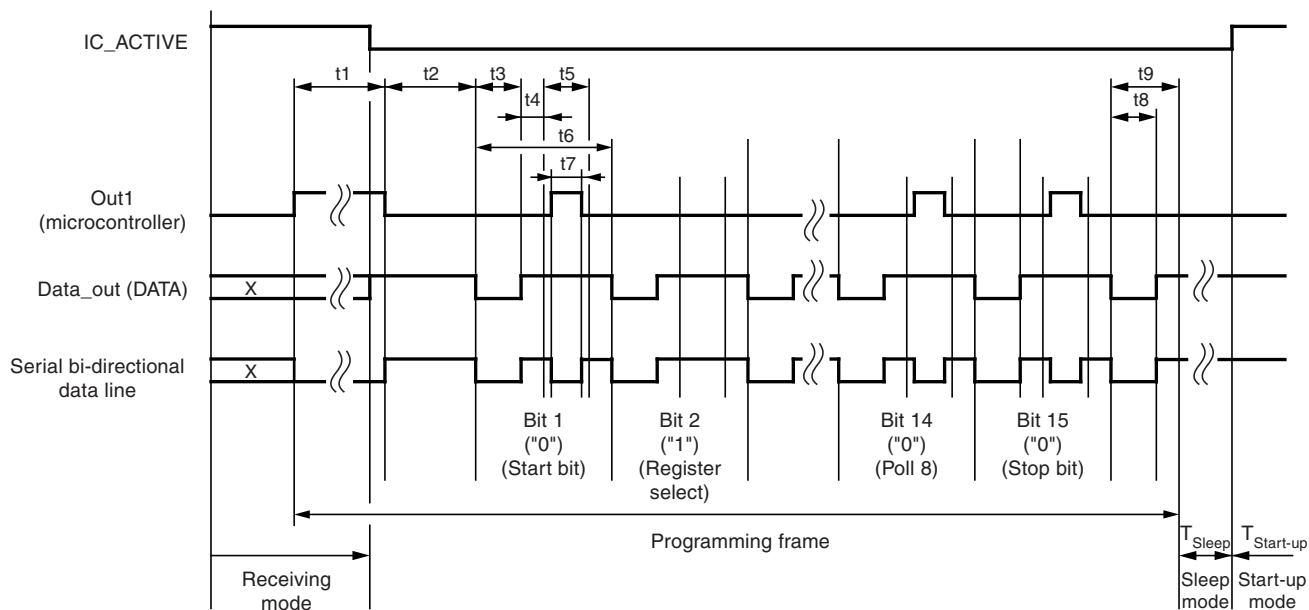 IC_ACTIVE
t1
t2
t3
t5
t9
t4
t8
t6
t7
Out1
(microcontroller)
Data_out (DATA)
X
Serial bi-directional
data line
X
Bit 1
("0")
(Start bit)
Bit 2
("1")
(Register
select)
Bit 14
("0")
(Poll 8)
Bit 15
("0")
(Stop bit)
Programming frame
TSleep
TStart-up
Receiving
mode
Sleep
mode
Start-up
mode